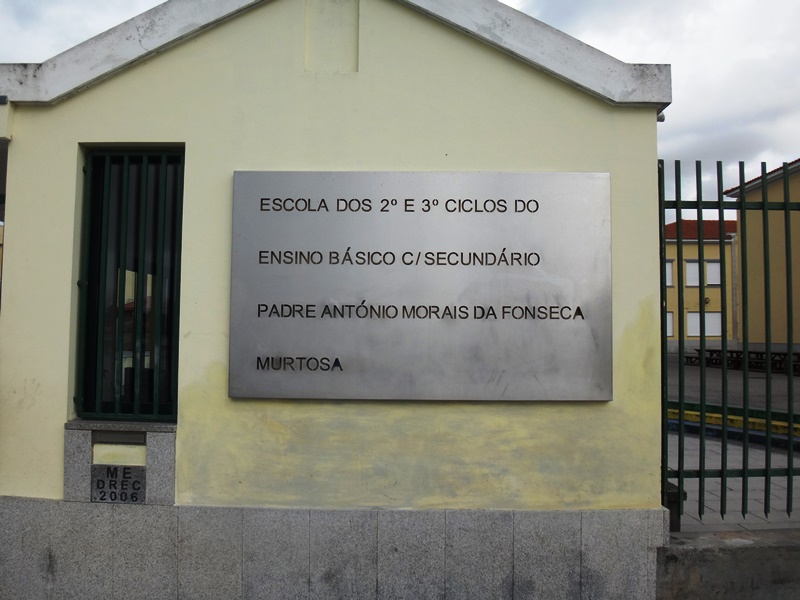 ESCOLA DOS 2º E 3º CICLOS DO
ENSINO BÁSICO C/ SECUNDÁRIO
PADRE ANTÓNIO MORAIS DA FONSECA
MURTOSA
ME
DREC
.2006